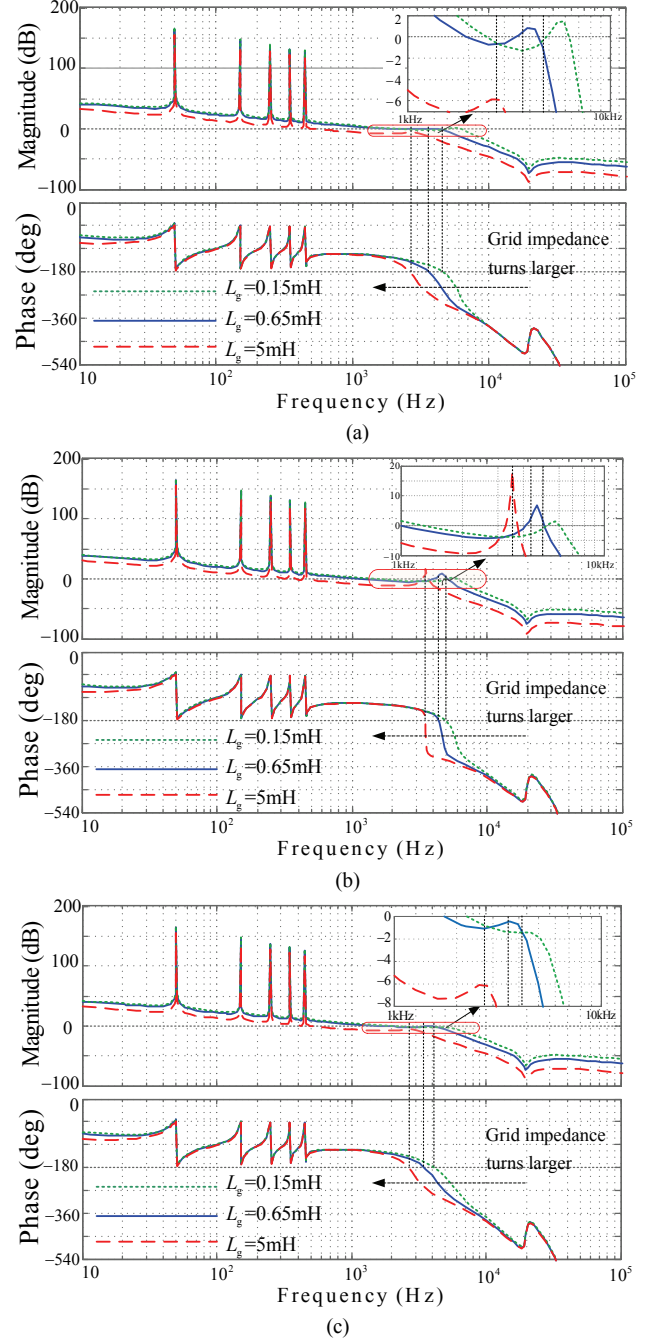 200
100
0
−100
Magnitude (dB)
2
0
−2
−4
−6
1kHz
10kHz
0
−180
−360
−540
Phase (deg)
Grid impedance
turns larger
Lg=0.15mH
Lg=0.65mH
Lg=5mH
10
10²
10³
10⁴
10⁵
Frequency (Hz)
(a)
200
100
0
−100
Magnitude (dB)
20
10
0
−10
1kHz
10kHz
0
−180
−360
−540
Phase (deg)
Grid impedance
turns larger
Lg=0.15mH
Lg=0.65mH
Lg=5mH
10
10²
10³
10⁴
10⁵
Frequency (Hz)
(b)
200
100
0
−100
Magnitude (dB)
0
−2
−4
−6
−8
1kHz
10kHz
0
−180
−360
−540
Phase (deg)
Grid impedance
turns larger
Lg=0.15mH
Lg=0.65mH
Lg=5mH
10
10²
10³
10⁴
10⁵
Frequency (Hz)
(c)